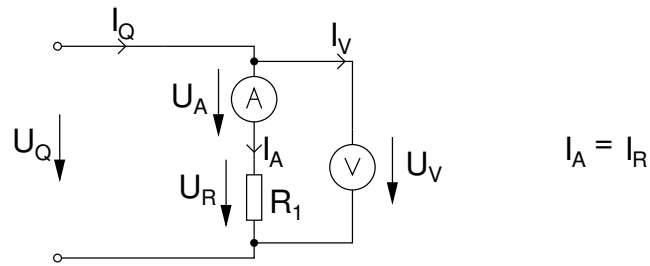 I_Q
I_V
U_A
A
U_Q
I_A
V
U_V
I_A = I_R
U_R
R_1